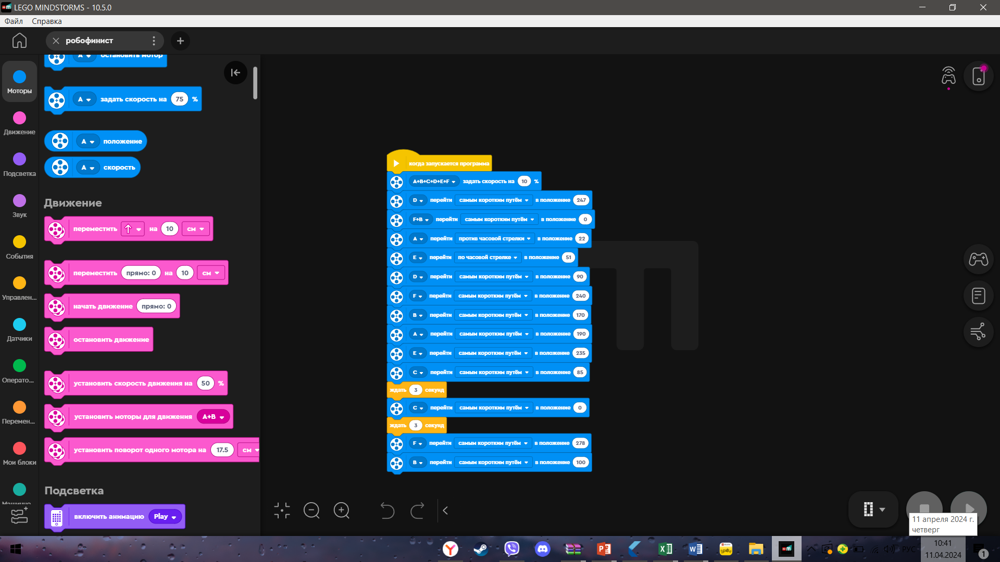 LEGO MINDSTORMS - 10.5.0
Файл Справка
робофинист
A остановить мотор
Моторы
A задать скорость на 75 %
Движение
A положение
Подсветка
A скорость
Звук
Движение
переместить на 10 см
События
переместить прямо: 0 на 10 см
Управлен...
начать движение прямо: 0
Датчики
остановить движение
Операто...
установить скорость движения на 50 %
Перемен...
установить моторы для движения A+B
Мои блоки
установить поворот одного мотора на 17.5 см
Подсветка
Машинно...
включить анимацию Play
когда запускается программа
A+B+C+D+E+F задать скорость на 10 %
D перейти самым коротким путём в положение 247
F+B перейти самым коротким путём в положение 0
A перейти против часовой стрелки в положение 22
E перейти по часовой стрелке в положение 51
D перейти самым коротким путём в положение 90
F перейти самым коротким путём в положение 240
B перейти самым коротким путём в положение 170
A перейти самым коротким путём в положение 190
E перейти самым коротким путём в положение 235
C перейти самым коротким путём в положение 85
ждать 3 секунд
C перейти самым коротким путём в положение 0
ждать 3 секунд
F перейти самым коротким путём в положение 278
B перейти самым коротким путём в положение 100
11 апреля 2024 г.
четверг
РУС
10:41
11.04.2024
1